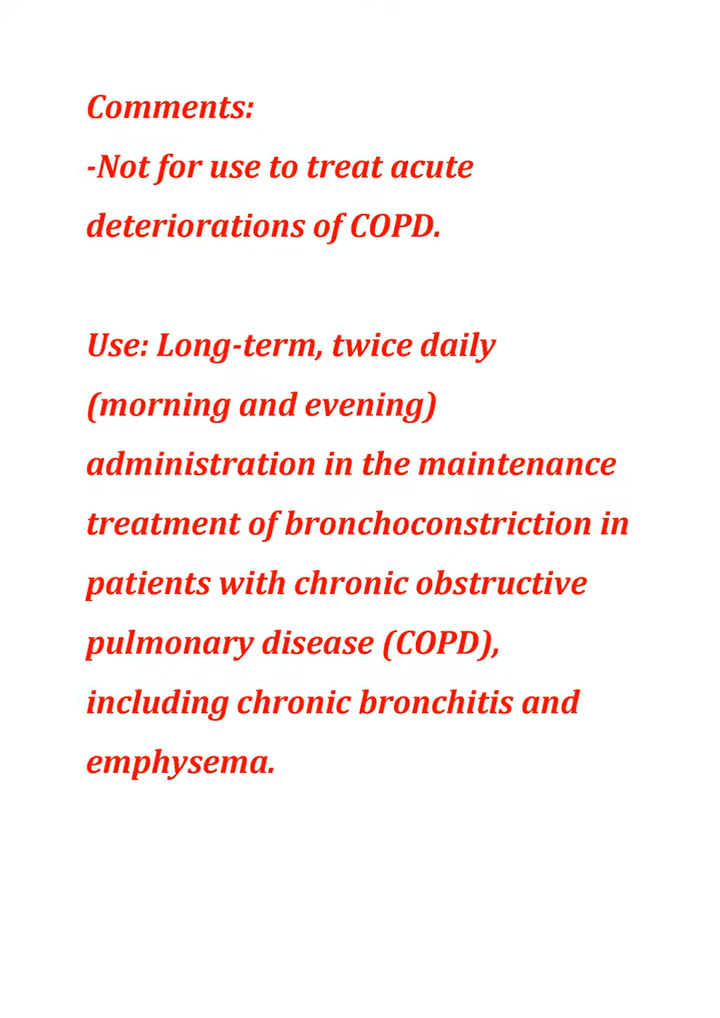 Comments:
-Not for use to treat acute
deteriorations of COPD.
Use: Long-term, twice daily
(morning and evening)
administration in the maintenance
treatment of bronchoconstriction in
patients with chronic obstructive
pulmonary disease (COPD),
including chronic bronchitis and
emphysema.